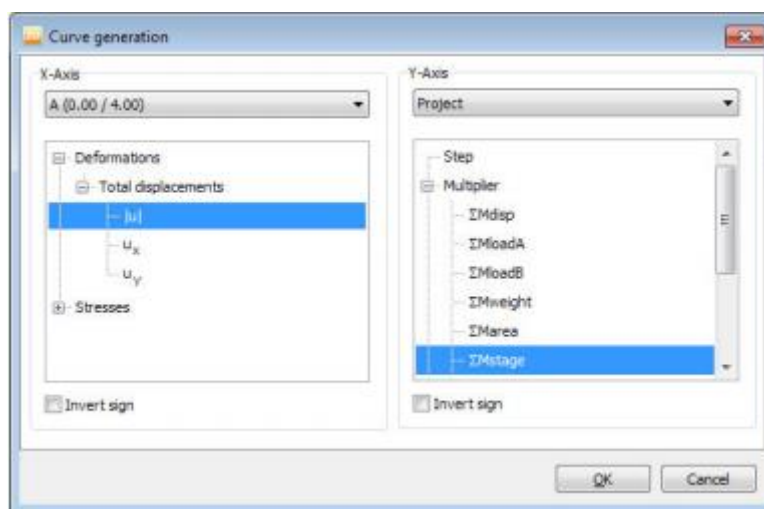 Curve generation
X-Axis
A (0.00 / 4.00)
Deformations
Total displacements
|u|
uₓ
u_y
Stresses
Invert sign
Y-Axis
Project
Step
Multiplier
ΣMdisp
ΣMloadA
ΣMloadB
ΣMweight
ΣMarea
ΣMstage
Invert sign
OK
Cancel